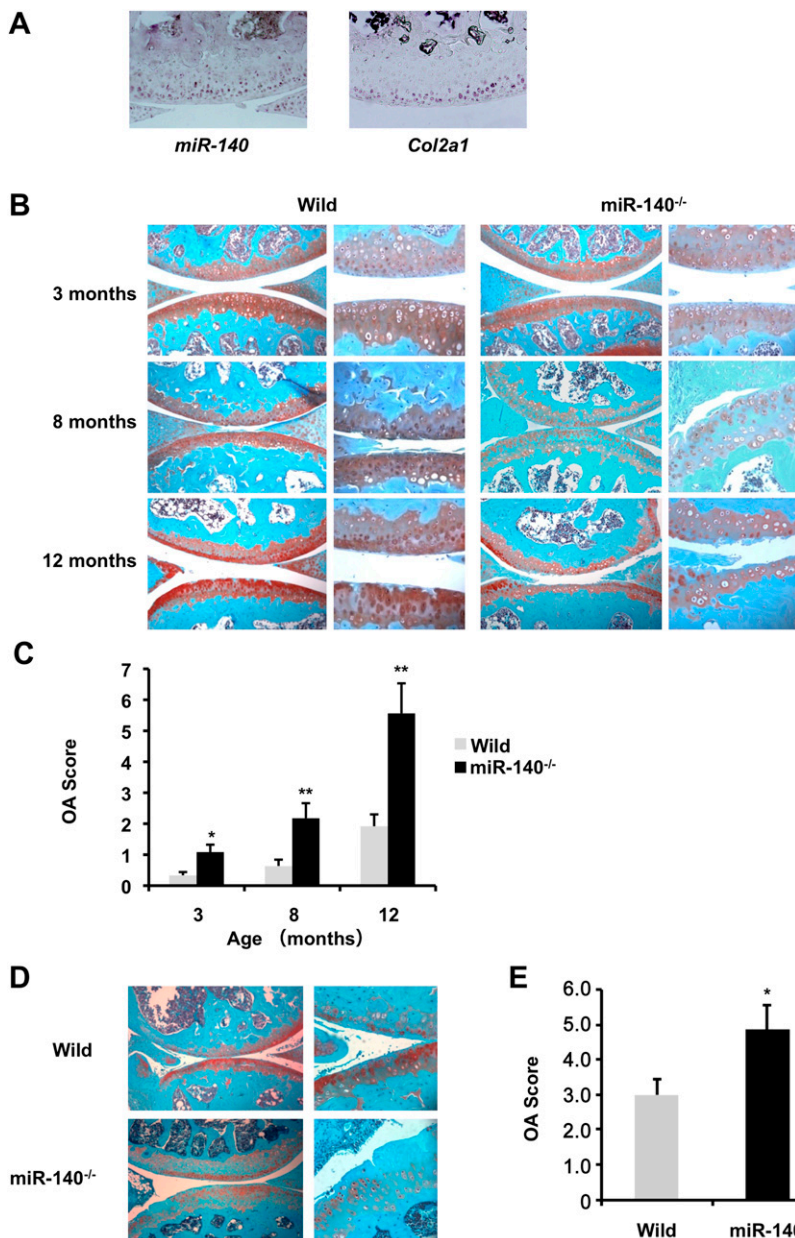 A
miR-140 Col2a1
B
Wild miR-140-/-
3 months
8 months
12 months
C
7
6
5
4
3
2
1
0
OA Score
* ** **
Wild
miR-140-/-
3 8 12
Age (months)
D
Wild
miR-140-/-
E
6.0
5.0
4.0
3.0
2.0
1.0
0
OA Score
*
Wild miR-140